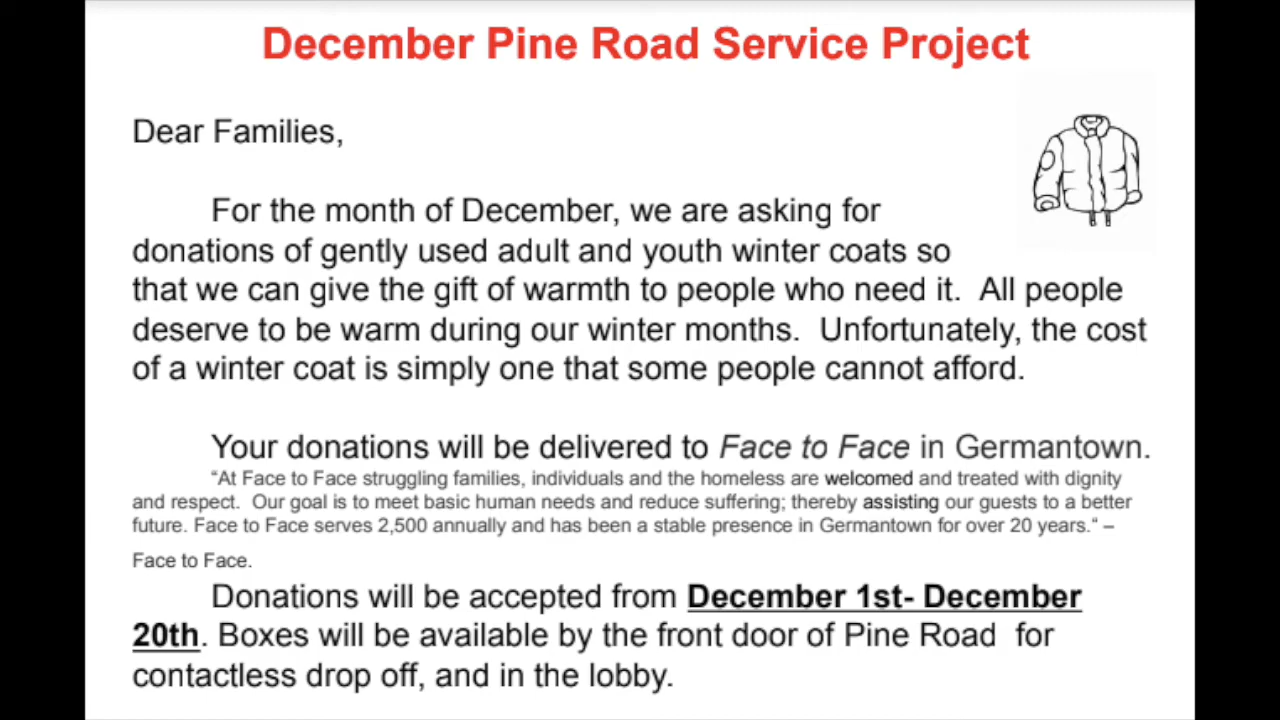 December Pine Road Service Project
Dear Families,
For the month of December, we are asking for
donations of gently used adult and youth winter coats so
that we can give the gift of warmth to people who need it.  All people
deserve to be warm during our winter months.  Unfortunately, the cost
of a winter coat is simply one that some people cannot afford.
Your donations will be delivered to Face to Face in Germantown.
“At Face to Face struggling families, individuals and the homeless are welcomed and treated with dignity
and respect.  Our goal is to meet basic human needs and reduce suffering; thereby assisting our guests to a better
future. Face to Face serves 2,500 annually and has been a stable presence in Germantown for over 20 years.“ –
Face to Face.
Donations will be accepted from December 1st- December
20th. Boxes will be available by the front door of Pine Road  for
contactless drop off, and in the lobby.